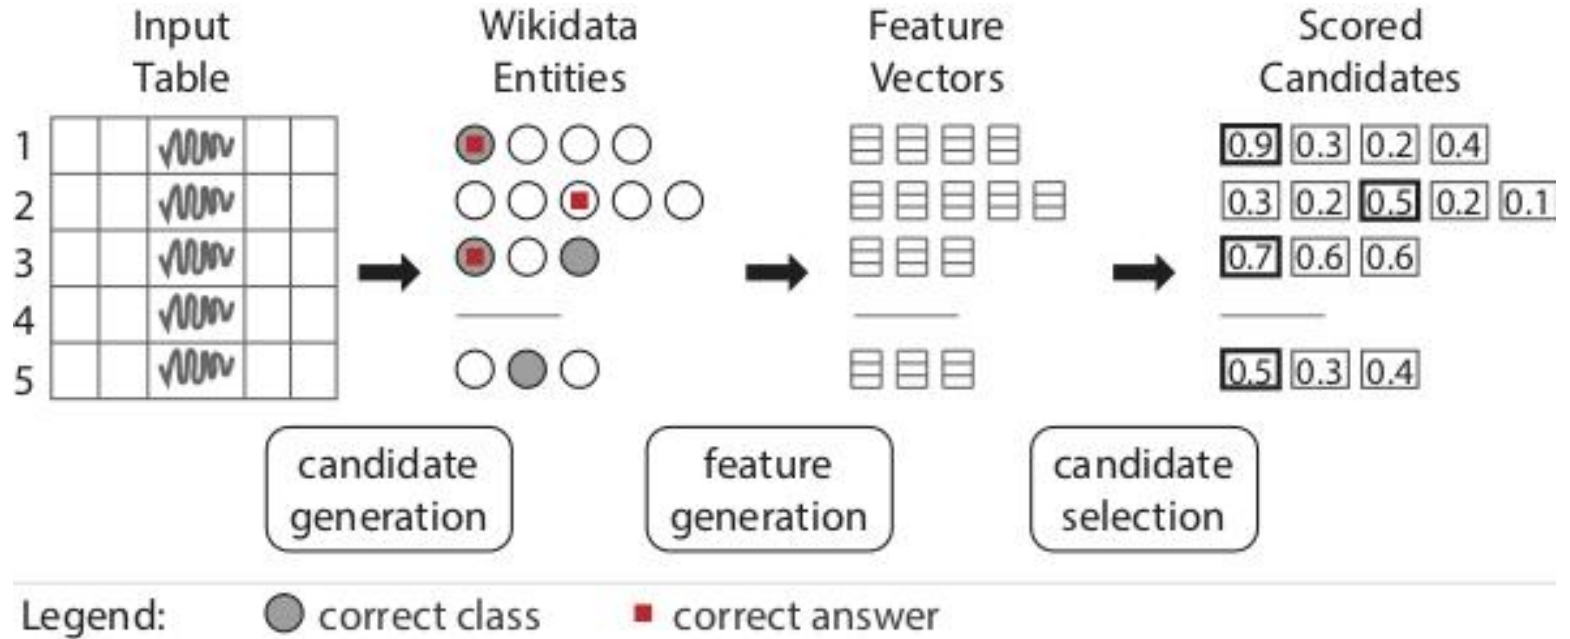 Input Table
Wikidata Entities
Feature Vectors
Scored Candidates
1
0.9 0.3 0.2 0.4
2
0.3 0.2 0.5 0.2 0.1
3
0.7 0.6 0.6
4
5
0.5 0.3 0.4
candidate generation
feature generation
candidate selection
Legend: correct class correct answer